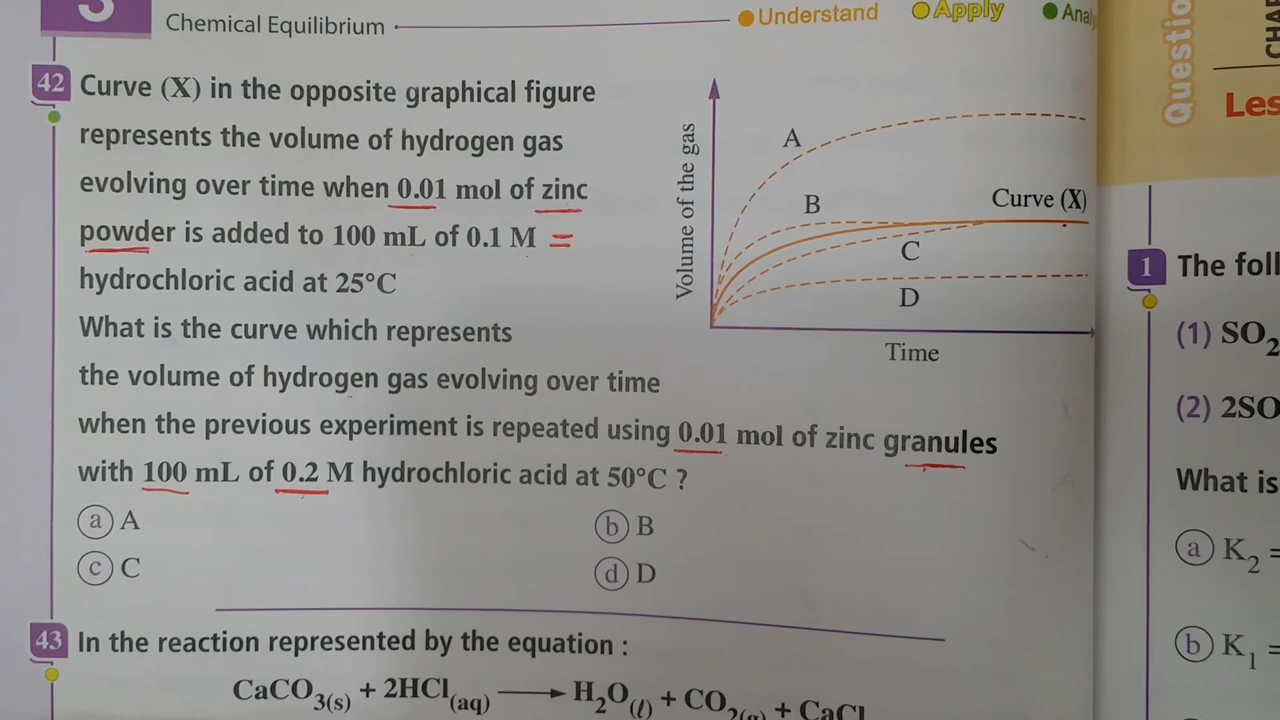 Chemical Equilibrium
Understand
Apply
42 Curve (X) in the opposite graphical figure
represents the volume of hydrogen gas
evolving over time when 0.01 mol of zinc
powder is added to 100 mL of 0.1 M
hydrochloric acid at 25°C
What is the curve which represents
the volume of hydrogen gas evolving over time
when the previous experiment is repeated using 0.01 mol of zinc granules
with 100 mL of 0.2 M hydrochloric acid at 50°C ?
a A
b B
c C
d D
Volume of the gas
A
B
Curve (X)
C
D
Time
43 In the reaction represented by the equation :
CaCO3(s) + 2HCl(aq) → H2O(l) + CO2(g) + CaCl
Questio
CHA
Les
1 The foll
(1) SO2
(2) 2SO
What is
a K2 =
b K1 =